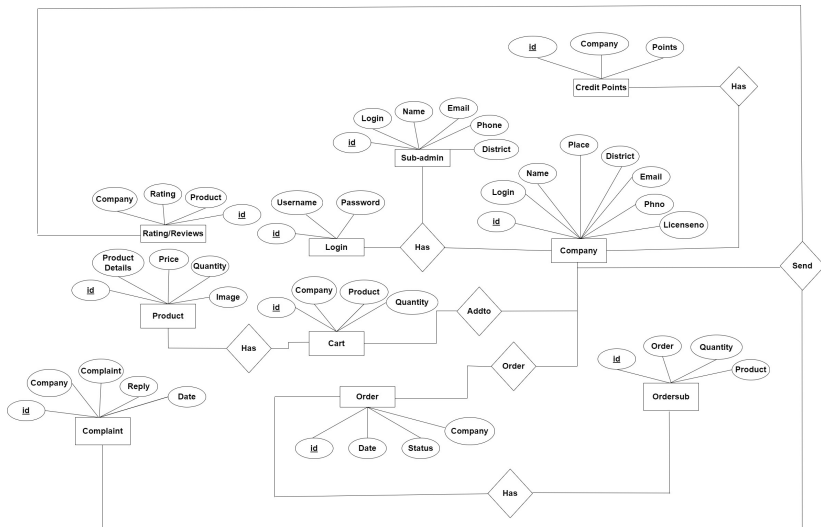 id
Company
Points
Credit Points
Has
Login
Name
Email
Phone
id
District
Sub-admin
Place
District
Name
Email
Login
Phno
id
Licenseno
Company
Company
Rating
Product
id
Rating/Reviews
Username
Password
id
Login
Has
Send
Product
Details
Price
Quantity
id
Image
Product
Company
Product
Quantity
id
Cart
Addto
Has
Order
Order
Quantity
id
Product
Ordersub
Complaint
Company
Reply
Date
id
Complaint
Order
Company
id
Date
Status
Has